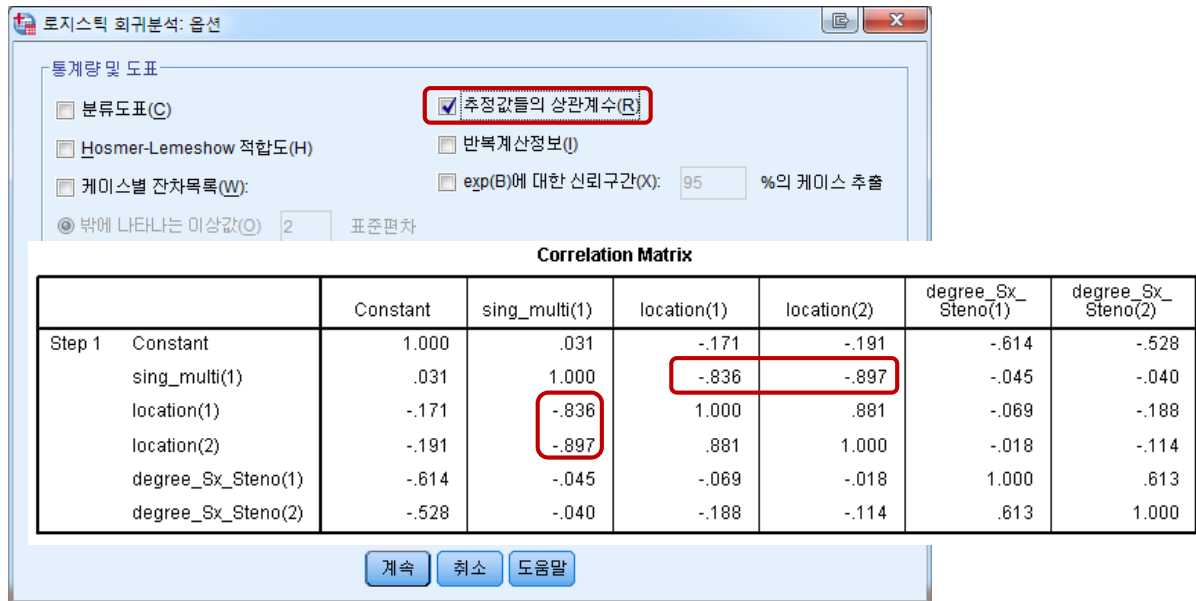 로지스틱 회귀분석: 옵션
통계량 및 도표
분류도표(C)
추정값들의 상관계수(R)
Hosmer-Lemeshow 적합도(H)
반복계산정보(I)
케이스별 잔차목록(W):
exp(B)에 대한 신뢰구간(X): 95 %의 케이스 추출
밖에 나타나는 이상값(O) 2 표준편차
Correlation Matrix
Constant sing_multi(1) location(1) location(2) degree_Sx_Steno(1) degree_Sx_Steno(2)
Step 1 Constant 1.000 .031 -.171 -.191 -.614 -.528
sing_multi(1) .031 1.000 -.836 -.897 -.045 -.040
location(1) -.171 -.836 1.000 .881 -.069 -.188
location(2) -.191 -.897 .881 1.000 -.018 -.114
degree_Sx_Steno(1) -.614 -.045 -.069 -.018 1.000 .613
degree_Sx_Steno(2) -.528 -.040 -.188 -.114 .613 1.000
계속 취소 도움말